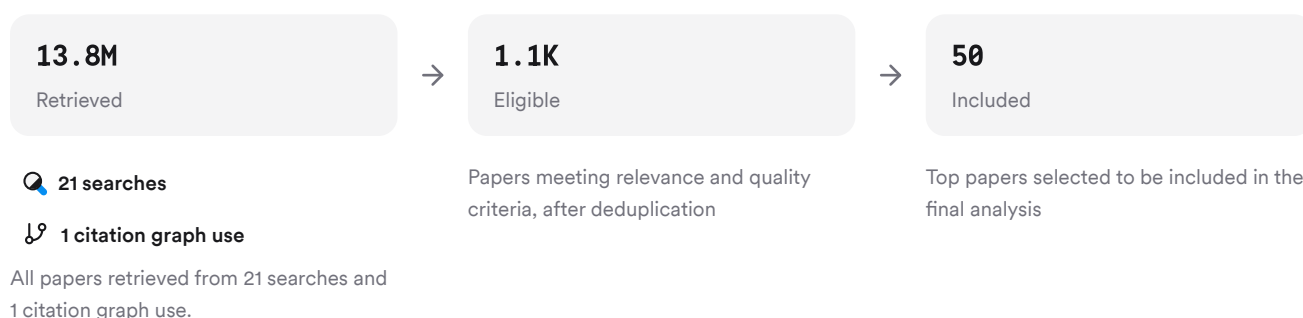 13.8M
Retrieved
1.1K
Eligible
50
Included
21 searches
1 citation graph use
All papers retrieved from 21 searches and
1 citation graph use.
Papers meeting relevance and quality
criteria, after deduplication
Top papers selected to be included in the
final analysis